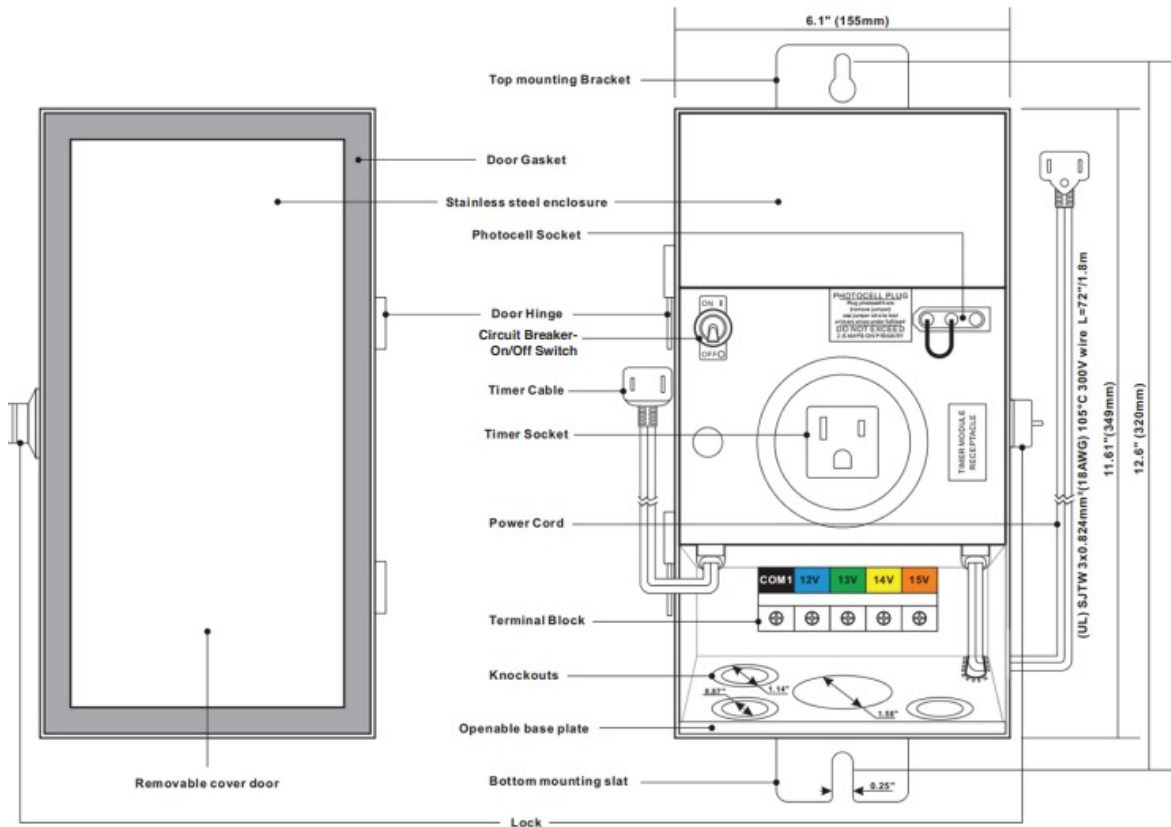 6.1" (155mm)
Top mounting Bracket
Door Gasket
Stainless steel enclosure
Photocell Socket
PHOTOCELL PLUG
DO NOT EXCEED
ON I
Door Hinge
Circuit Breaker-
On/Off Switch
OFF O
Timer Cable
Timer Socket
TIMER MODULE
RECEPTACLE
Power Cord
(UL) SJTW 3x0.824mm²(18AWG) 105°C 300V wire L=72"/1.8m
11.61"(349mm)
12.6" (320mm)
COM1 12V 13V 14V 15V
Terminal Block
Knockouts
1.14"
0.87"
Openable base plate
Removable cover door
Bottom mounting slat
0.25"
Lock